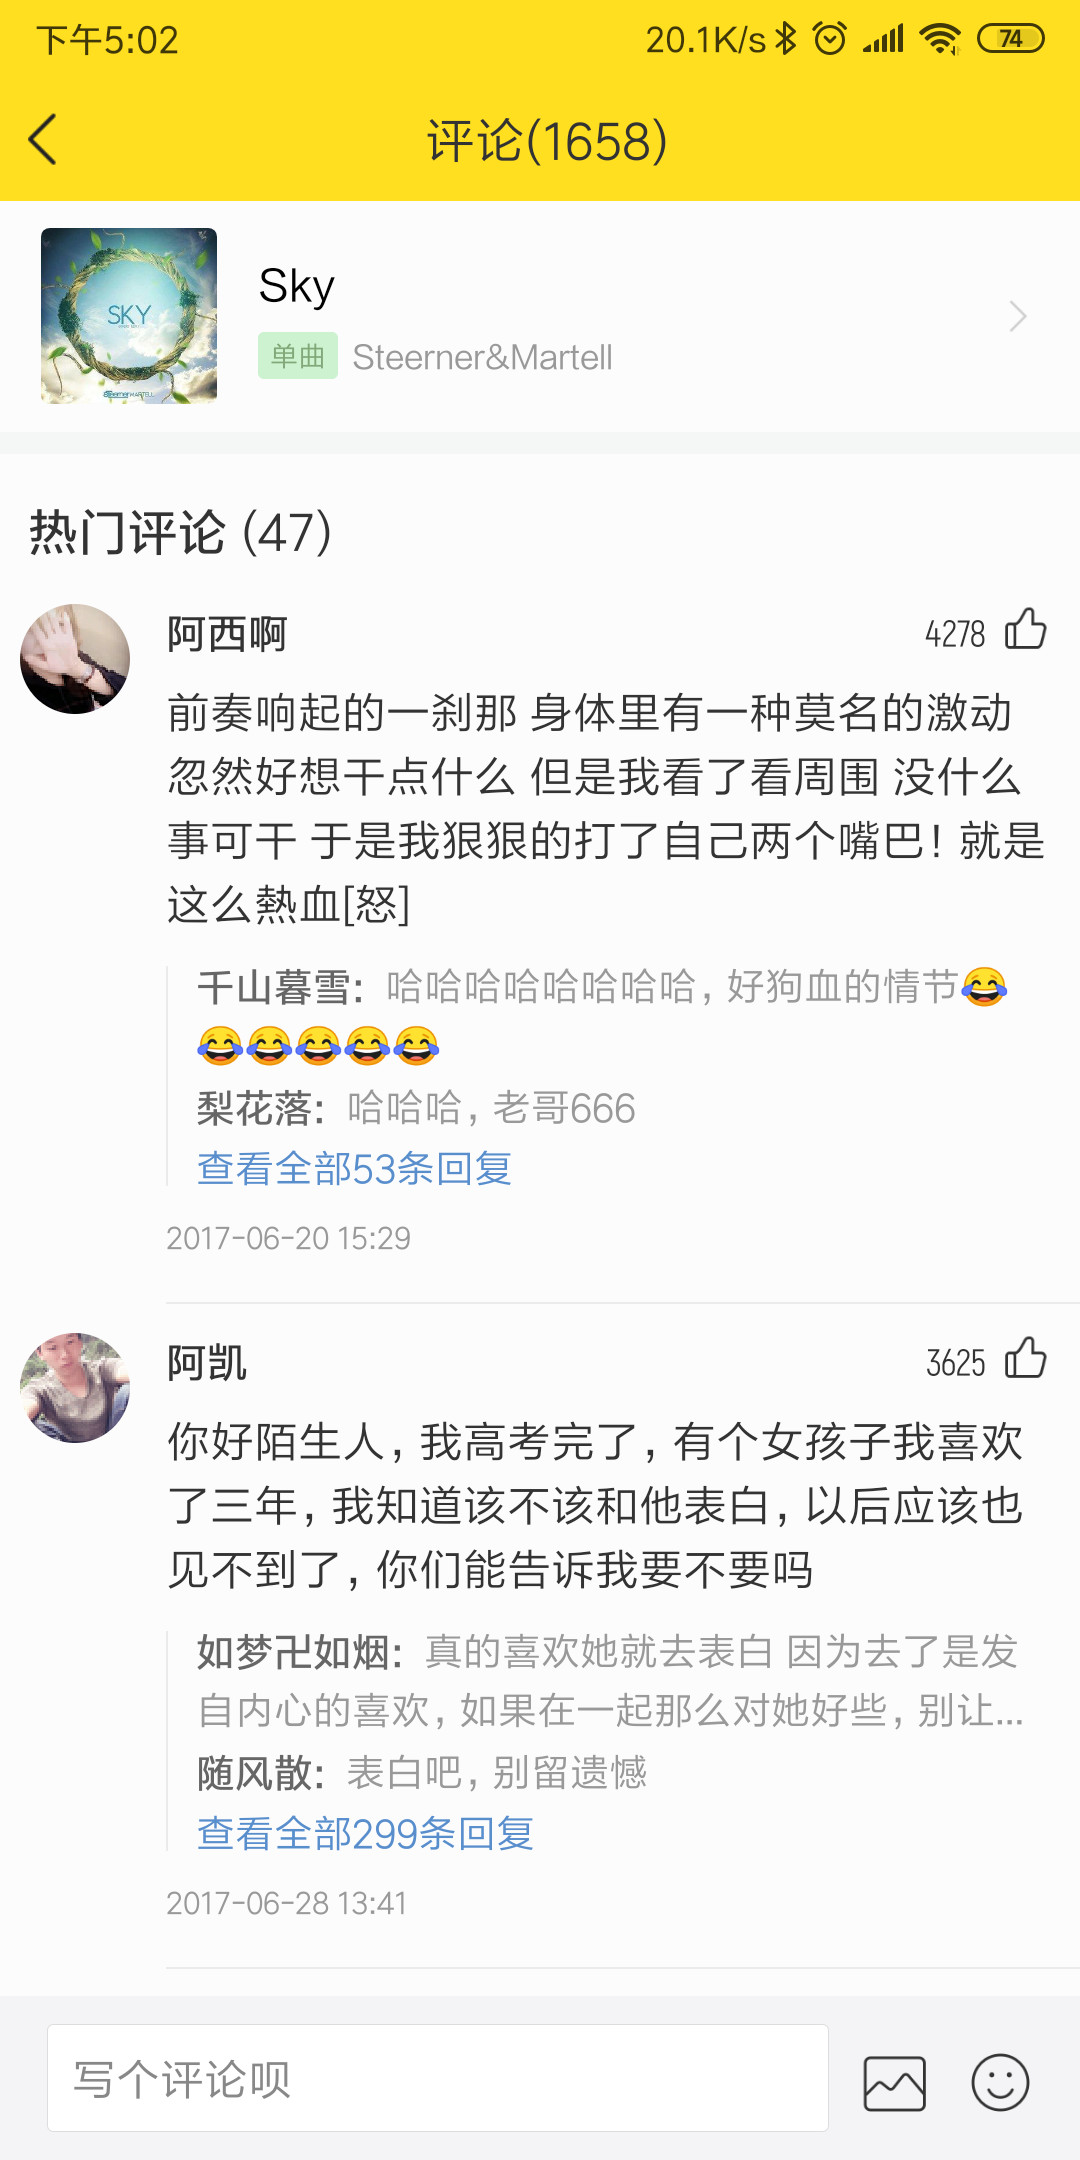 下午5:02
20.1K/s
74
评论(1658)
SKY
Sky
单曲 Steerner&Martell
热门评论 (47)
阿西啊
4278
前奏响起的一刹那 身体里有一种莫名的激动
忽然好想干点什么 但是我看了看周围 没什么
事可干 于是我狠狠的打了自己两个嘴巴! 就是
这么熱血[怒]
千山暮雪: 哈哈哈哈哈哈哈哈, 好狗血的情节😂
😂😂😂😂😂
梨花落: 哈哈哈, 老哥666
查看全部53条回复
2017-06-20 15:29
阿凯
3625
你好陌生人, 我高考完了, 有个女孩子我喜欢
了三年, 我知道该不该和他表白, 以后应该也
见不到了, 你们能告诉我要不要吗
如梦卍如烟: 真的喜欢她就去表白 因为去了是发
自内心的喜欢, 如果在一起那么对她好些, 别让...
随风散: 表白吧, 别留遗憾
查看全部299条回复
2017-06-28 13:41
写个评论呗